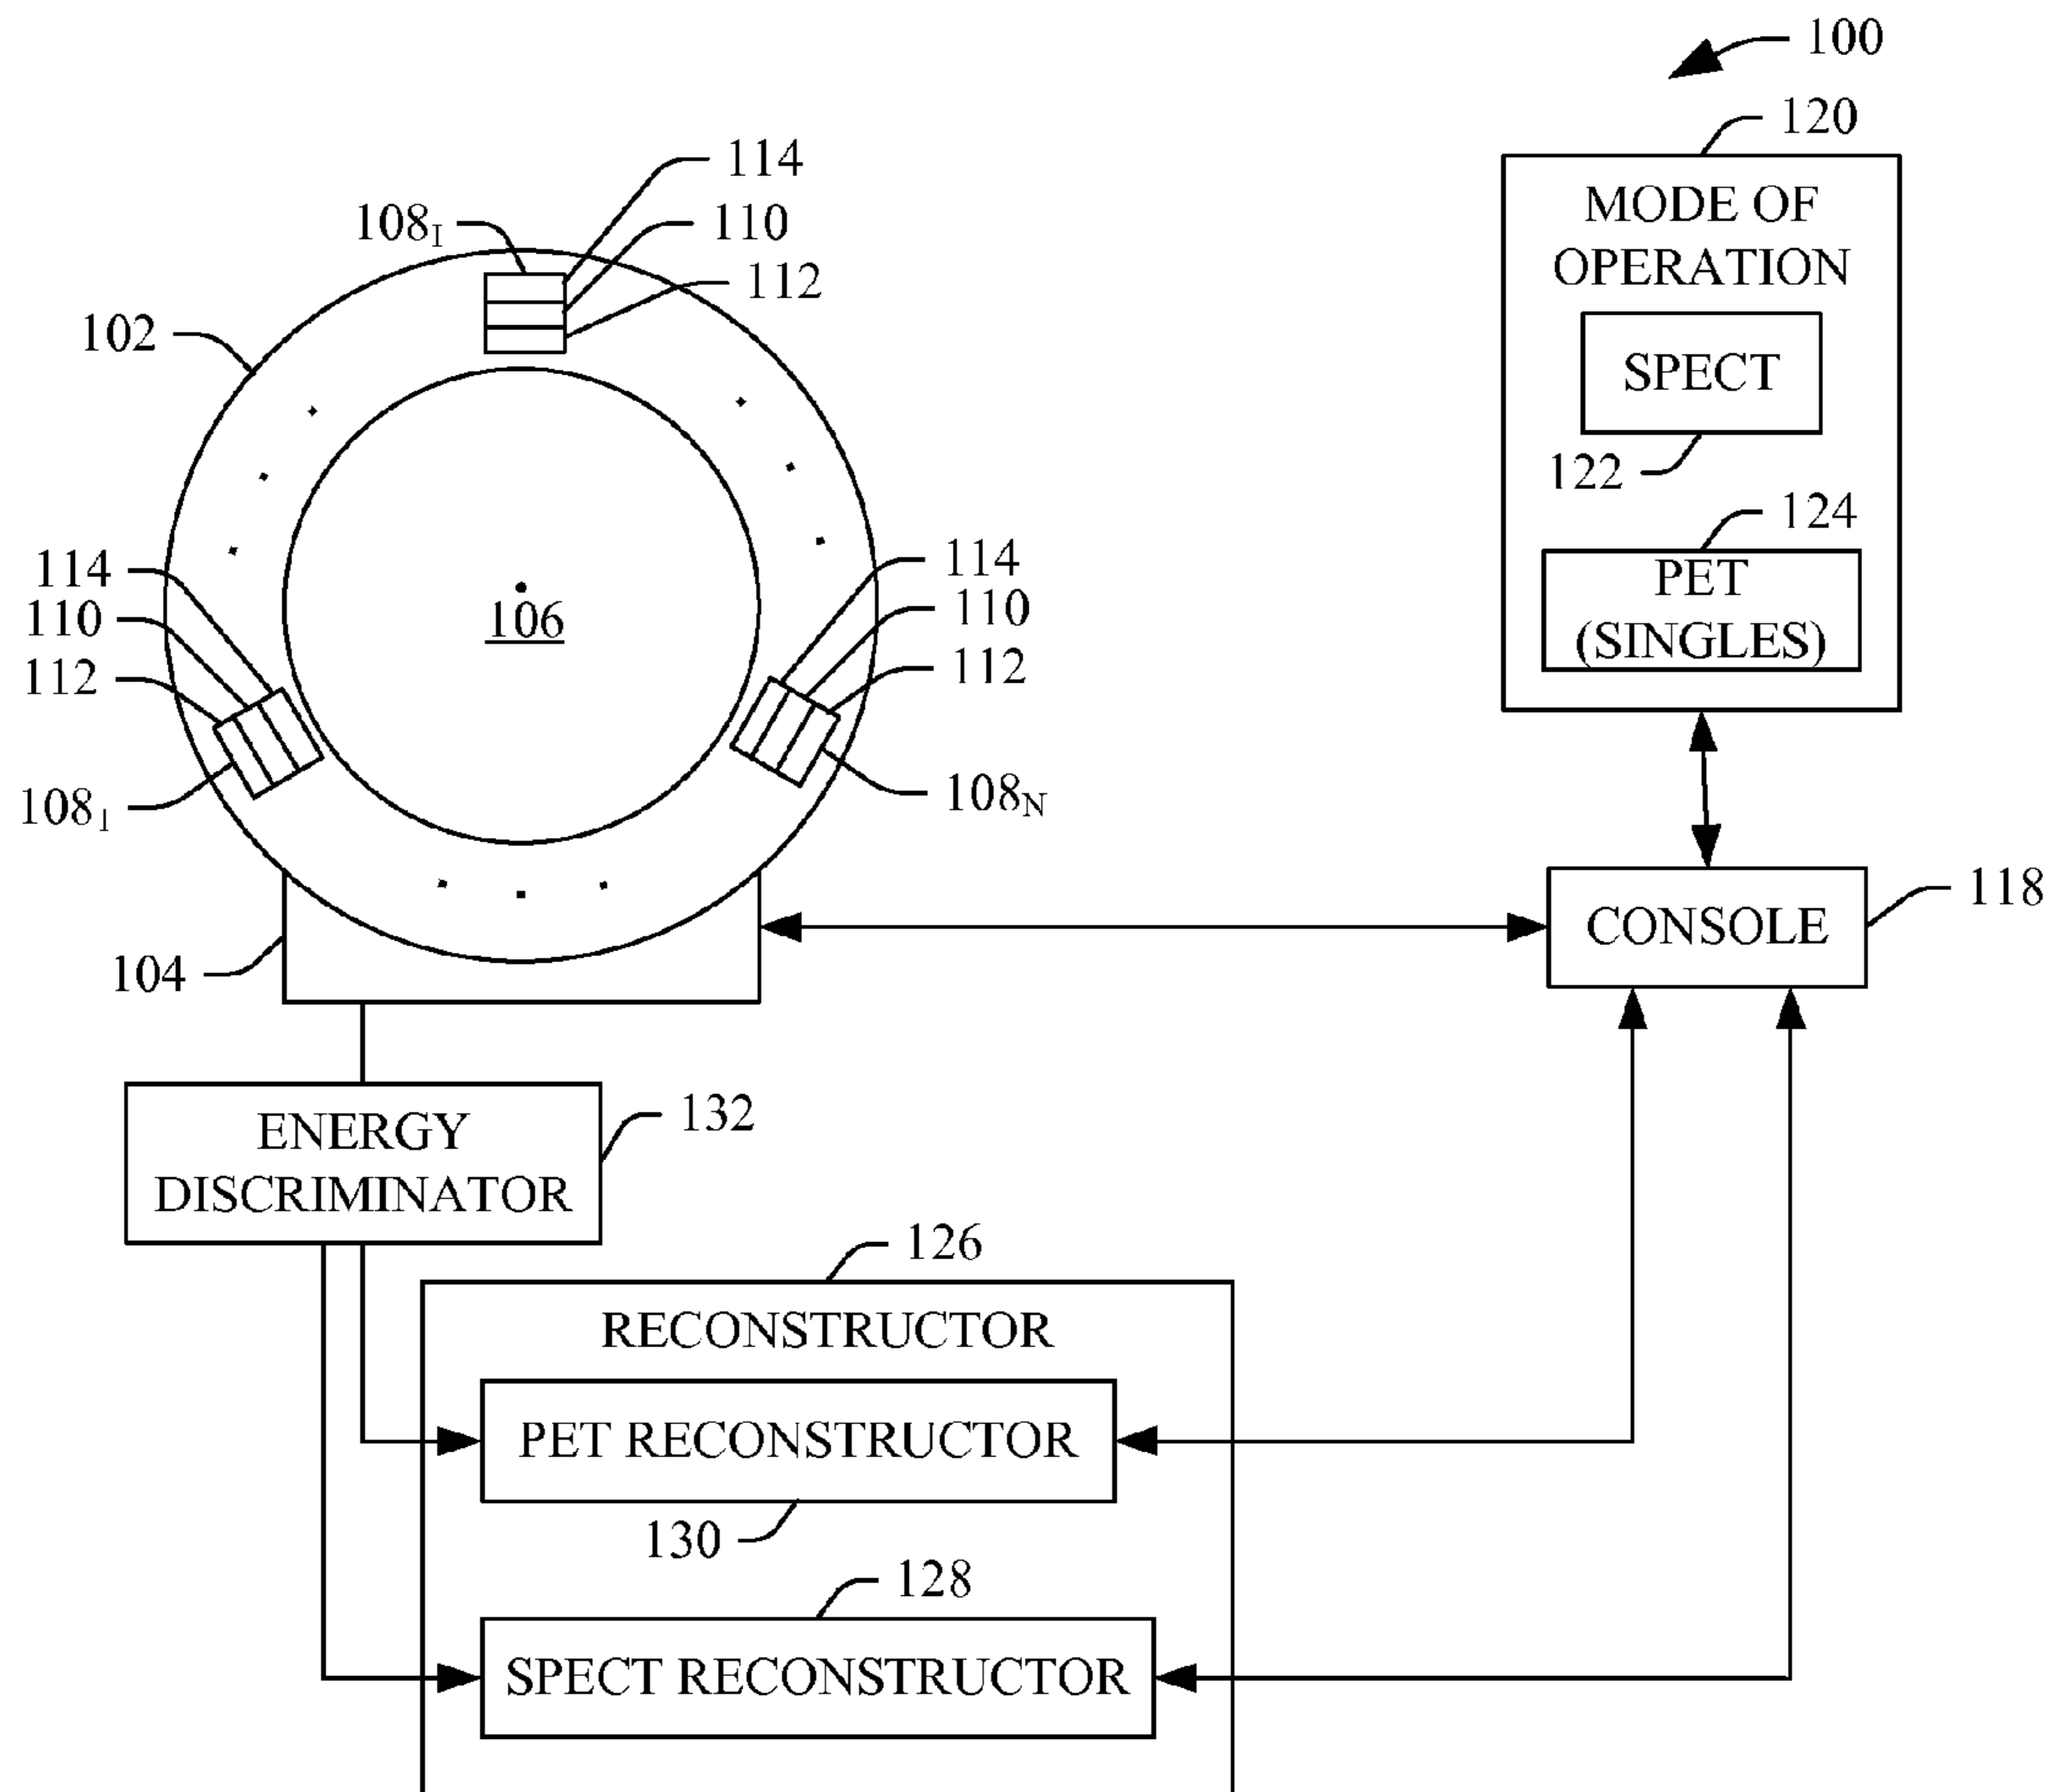 100
120
MODE OF
OPERATION
SPECT
122
124
PET
(SINGLES)
114
110
112
108I
102
106
114
110
112
1081
114
110
112
108N
104
CONSOLE
118
ENERGY
DISCRIMINATOR
132
126
RECONSTRUCTOR
PET RECONSTRUCTOR
130
128
SPECT RECONSTRUCTOR